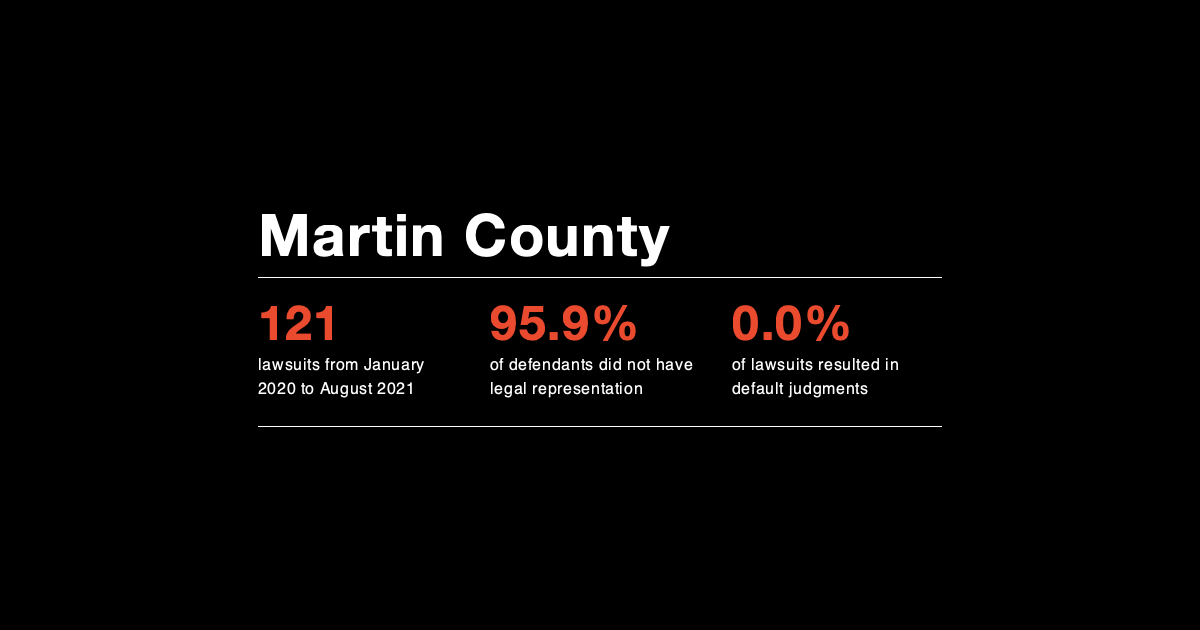 Martin County
121
lawsuits from January
2020 to August 2021
95.9%
of defendants did not have
legal representation
0.0%
of lawsuits resulted in
default judgments